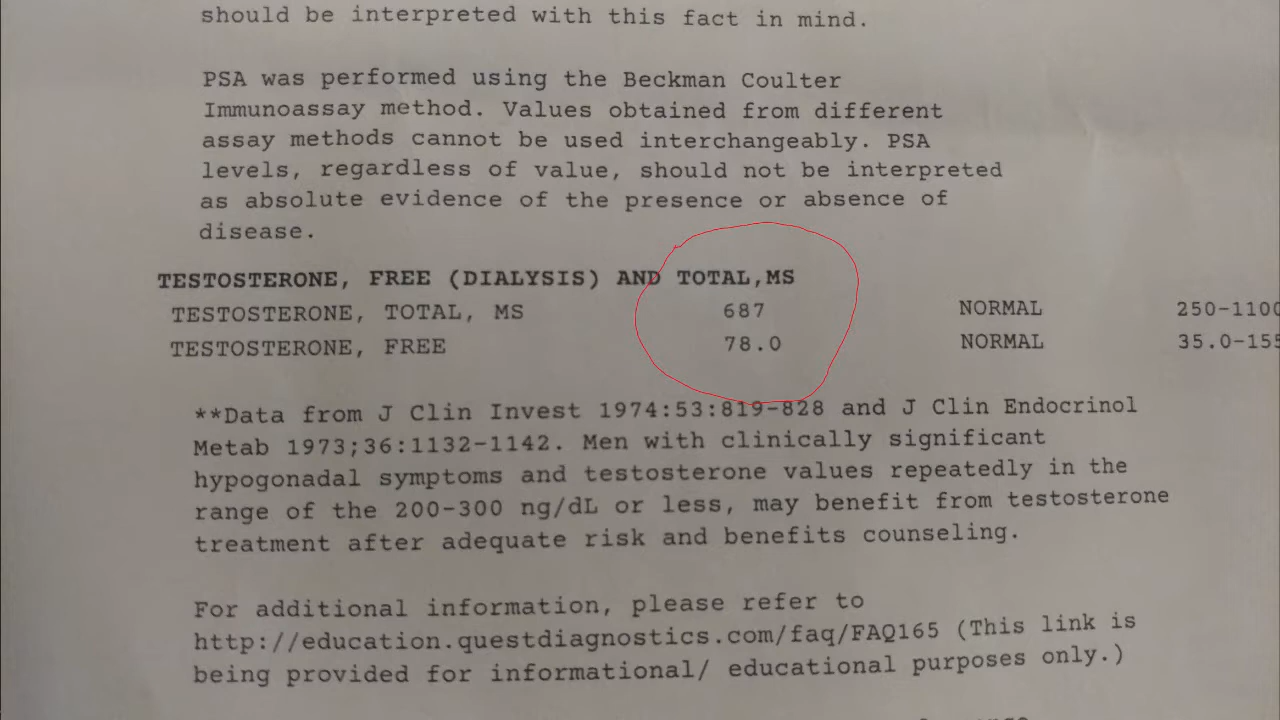 should be interpreted with this fact in mind.
PSA was performed using the Beckman Coulter
Immunoassay method. Values obtained from different
assay methods cannot be used interchangeably. PSA
levels, regardless of value, should not be interpreted
as absolute evidence of the presence or absence of
disease.
TESTOSTERONE, FREE (DIALYSIS) AND TOTAL,MS
TESTOSTERONE, TOTAL, MS 687 NORMAL 250-1100
TESTOSTERONE, FREE 78.0 NORMAL 35.0-155
**Data from J Clin Invest 1974:53:819-828 and J Clin Endocrinol
Metab 1973;36:1132-1142. Men with clinically significant
hypogonadal symptoms and testosterone values repeatedly in the
range of the 200-300 ng/dL or less, may benefit from testosterone
treatment after adequate risk and benefits counseling.
For additional information, please refer to
http://education.questdiagnostics.com/faq/FAQ165 (This link is
being provided for informational/ educational purposes only.)